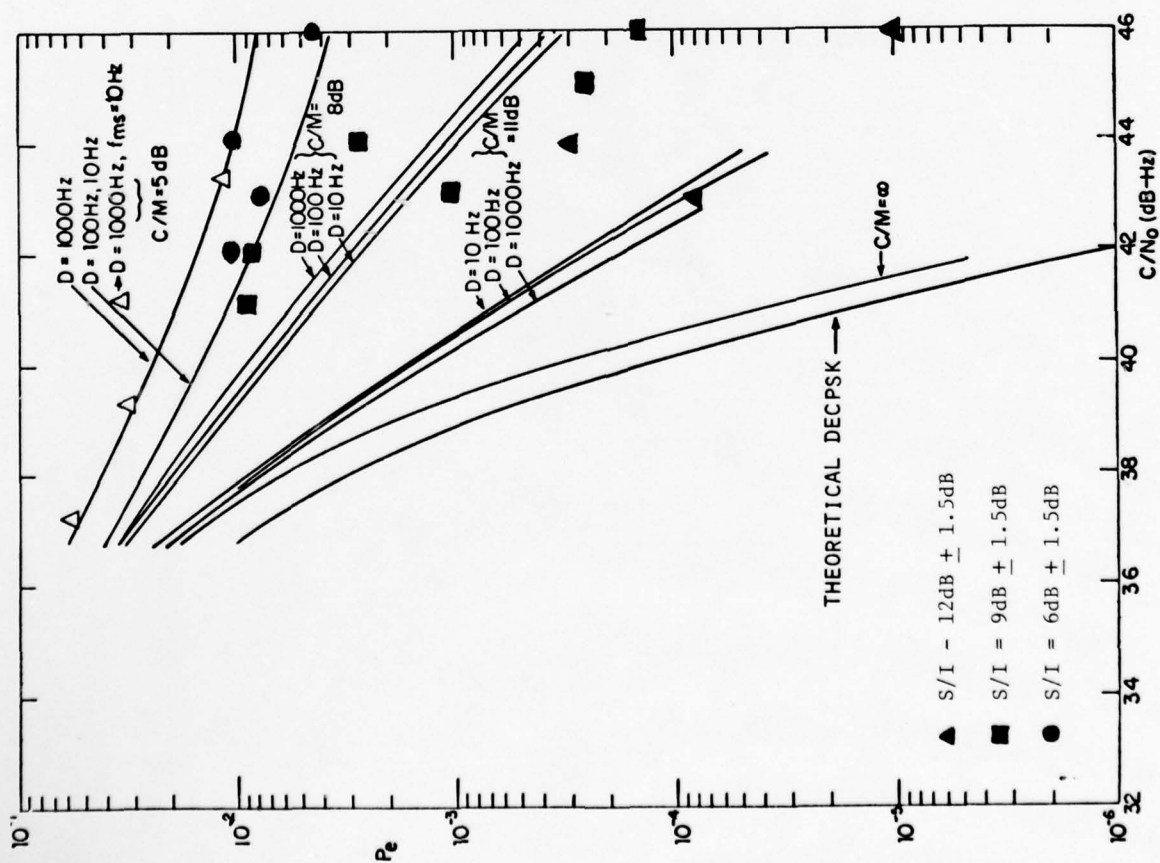 D=1000Hz
D=100Hz, 10Hz
D=1000Hz, fms=10Hz
C/M=5dB
D=1000Hz
D=100Hz
D=10Hz
C/M=
8dB
D=10 Hz
D=100Hz
D=1000Hz
C/M
=11dB
C/M=∞
THEORETICAL DECPSK
▲ S/I - 12dB ± 1.5dB
■ S/I = 9dB ± 1.5dB
● S/I = 6dB ± 1.5dB
Pe
10⁻¹
10⁻²
10⁻³
10⁻⁴
10⁻⁵
10⁻⁶
32
34
36
38
40
42
44
46
C/N₀ (dB+Hz)